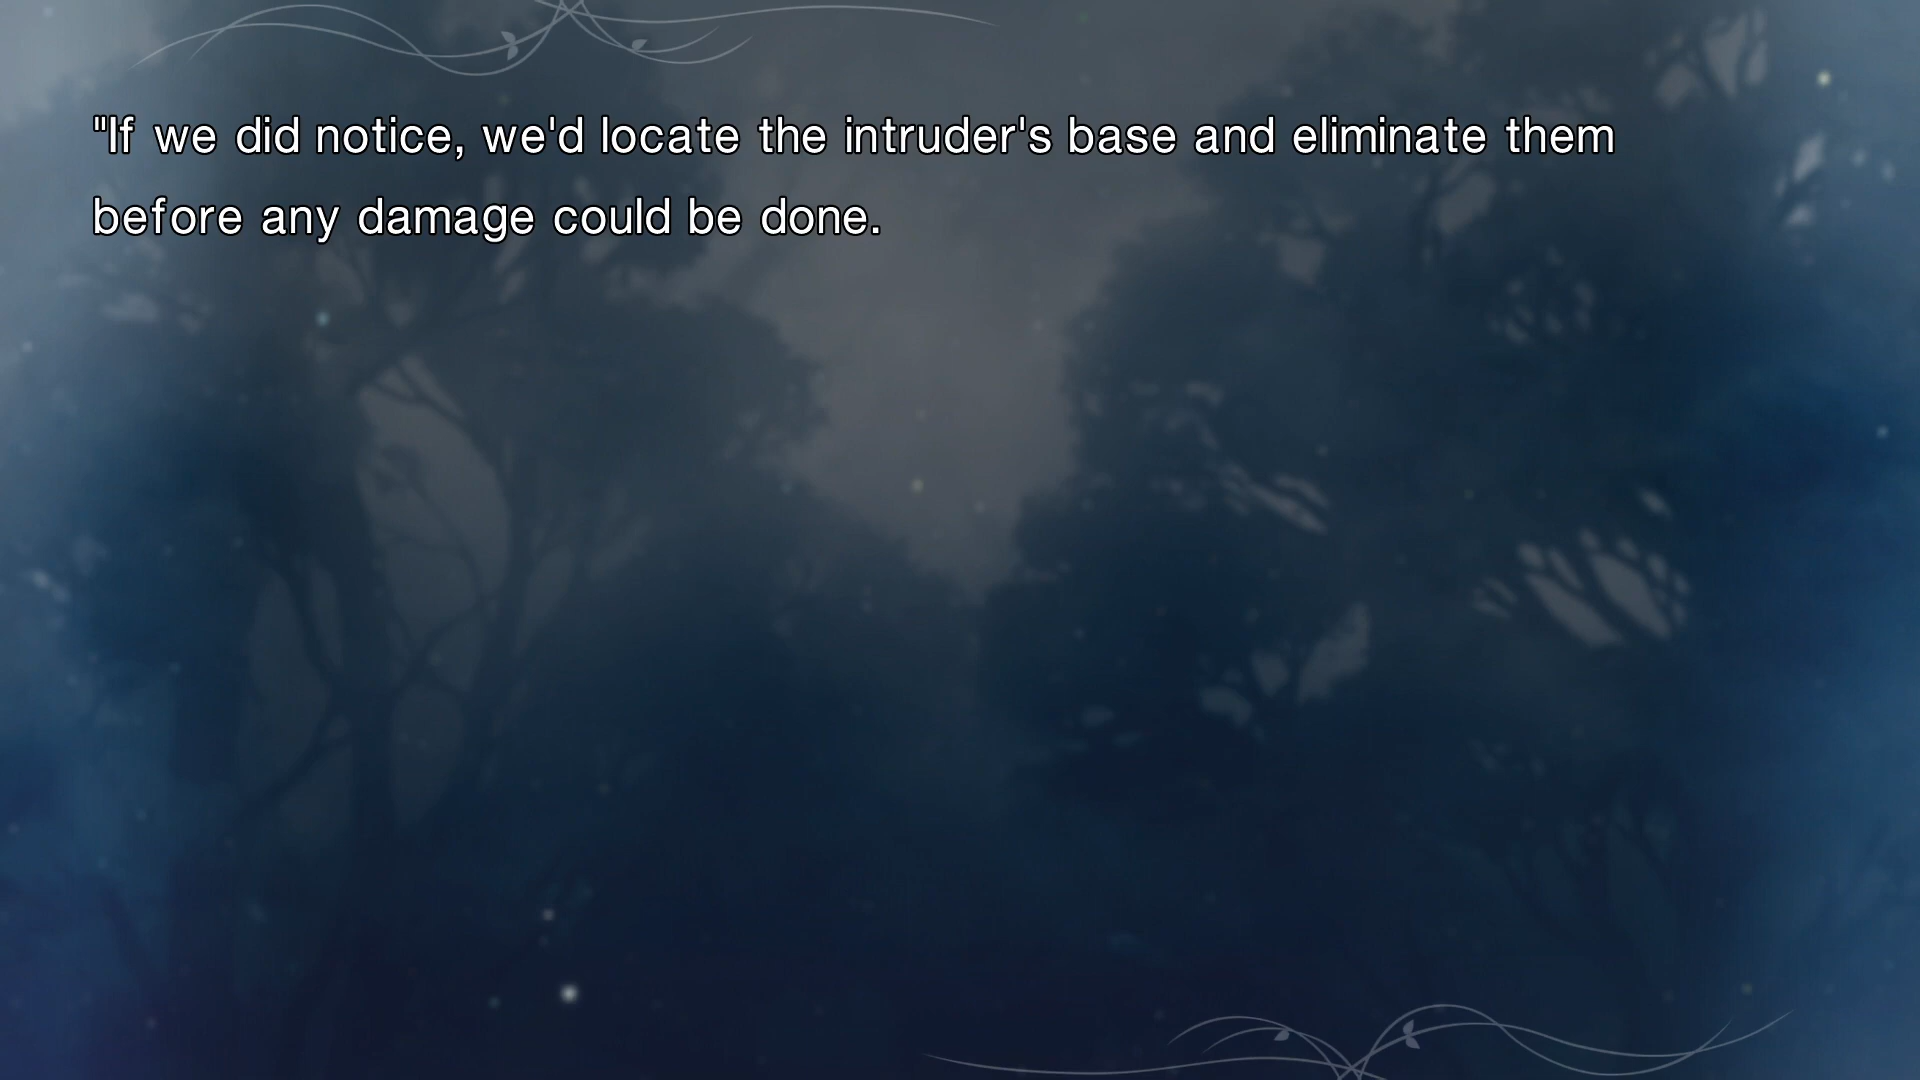 "If we did notice, we'd locate the intruder's base and eliminate them
before any damage could be done.